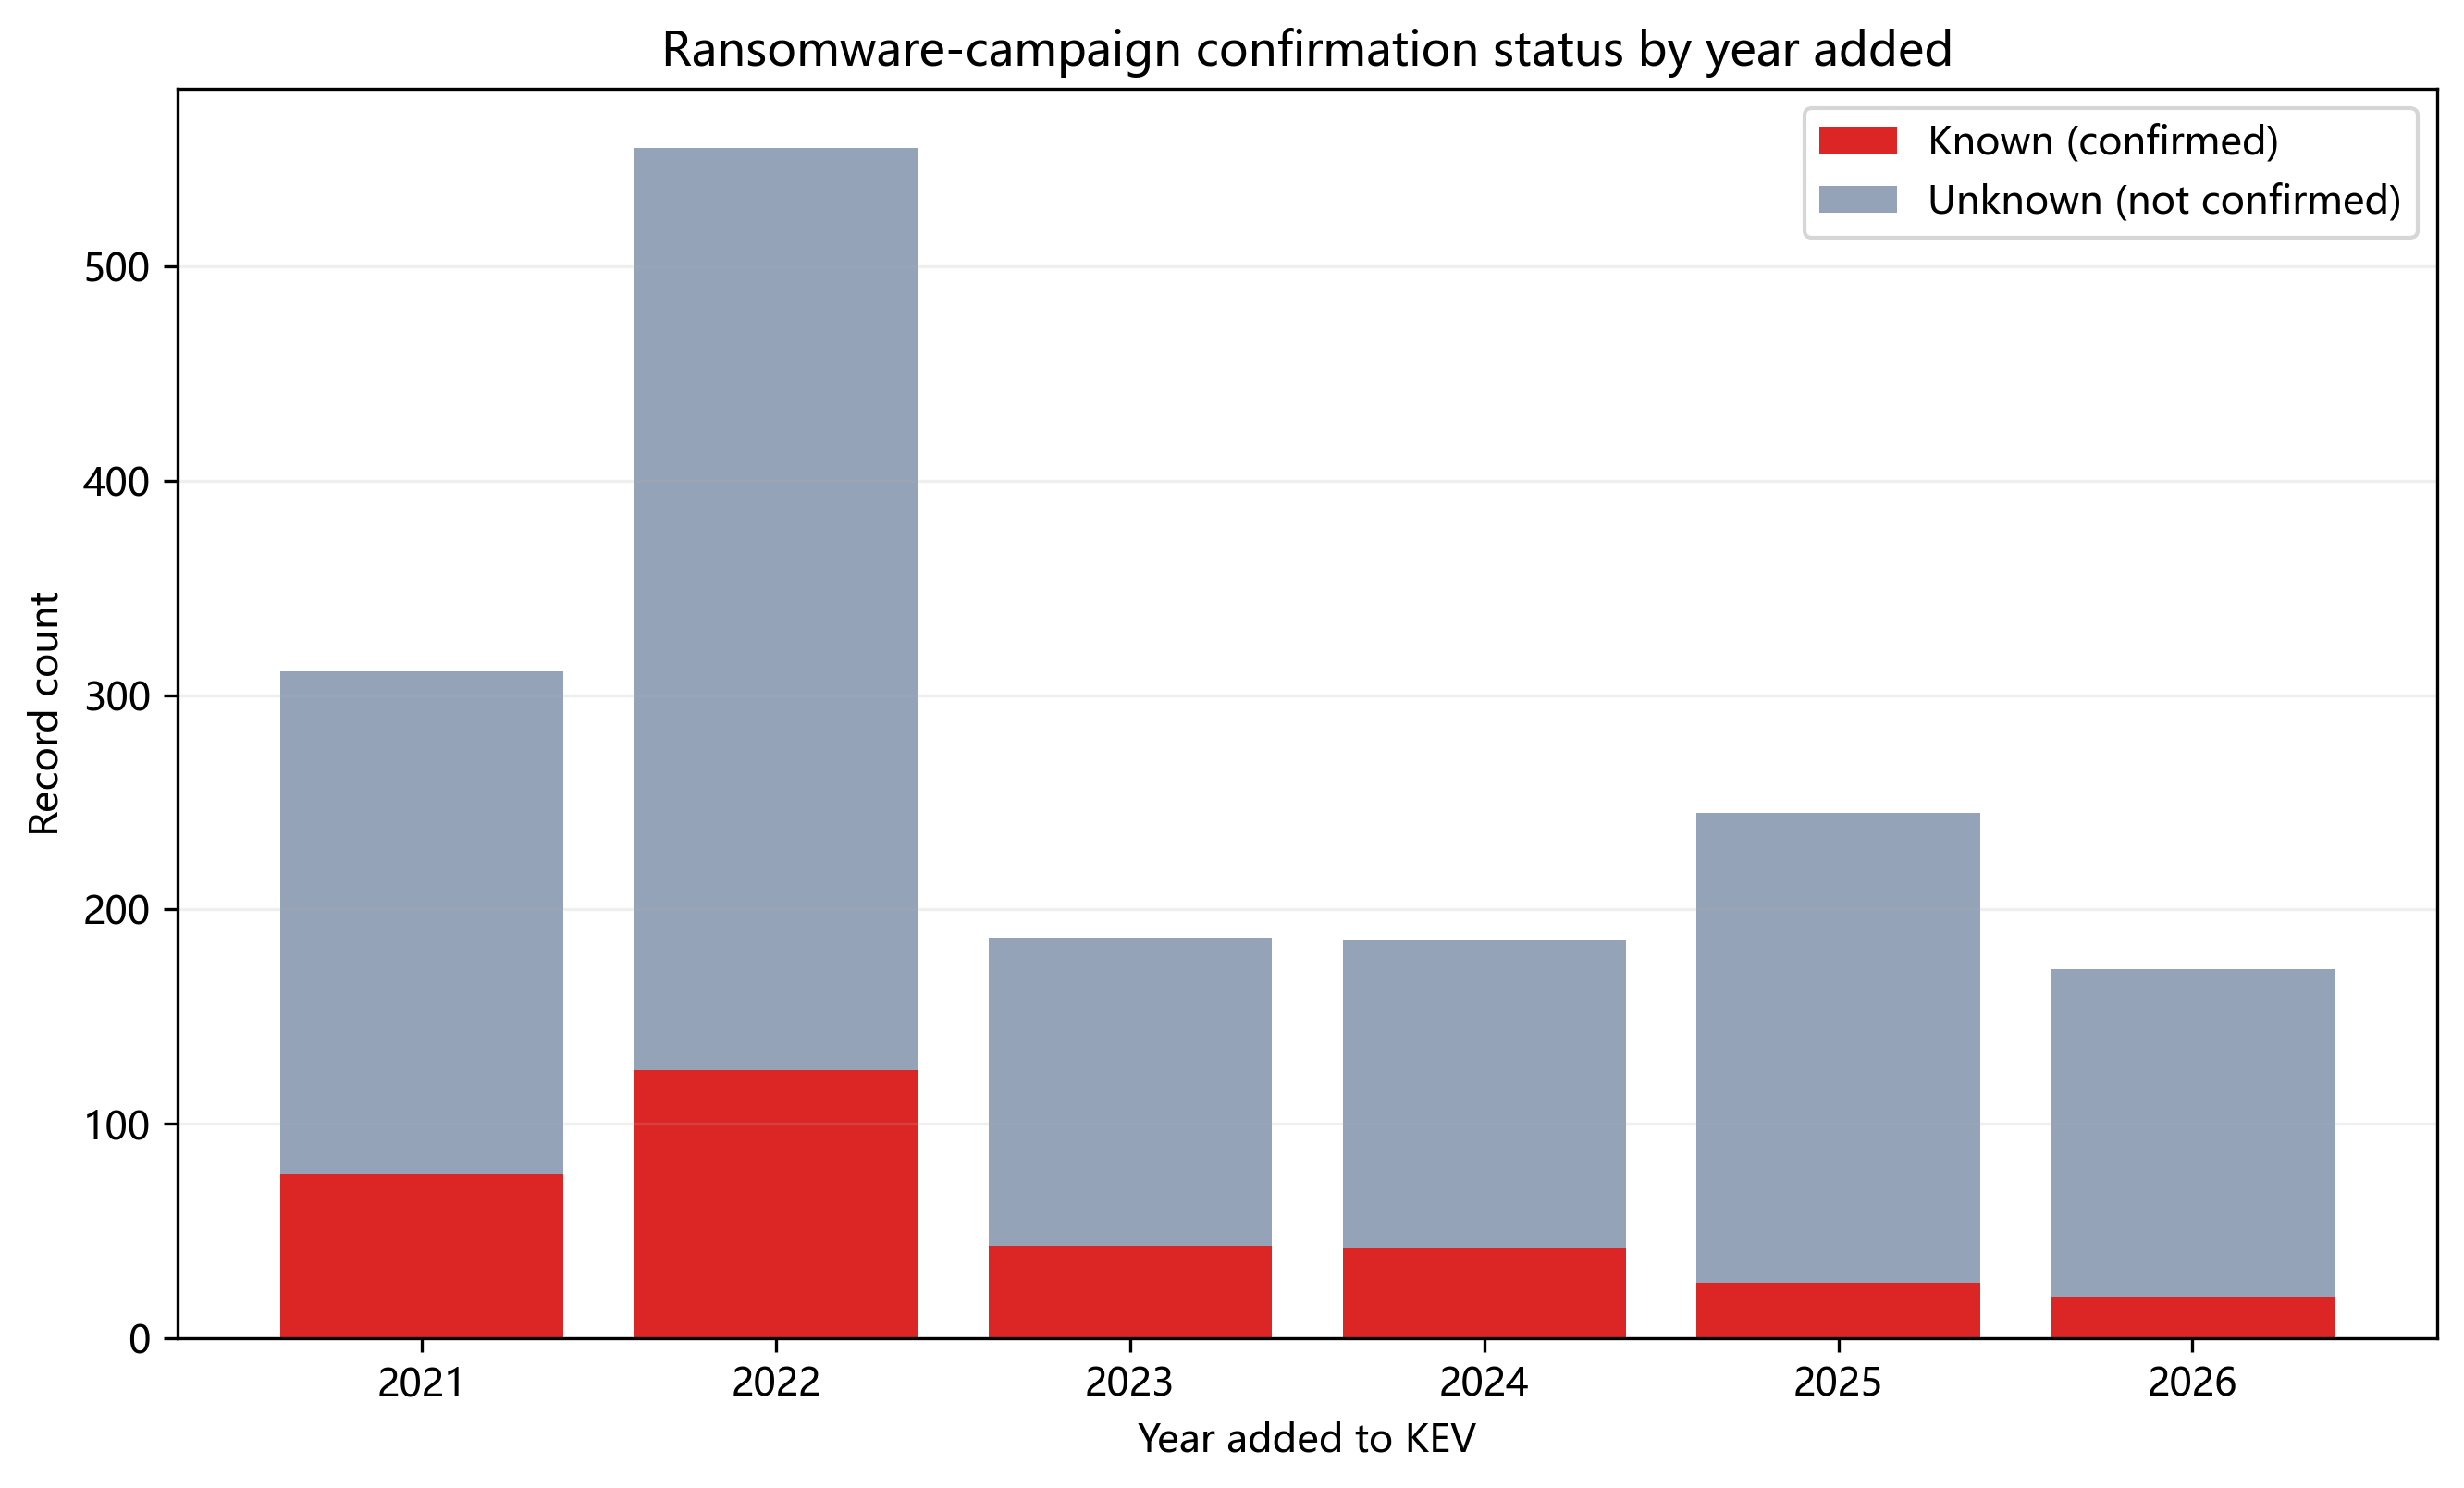 Ransomware-campaign confirmation status by year added
Known (confirmed)
Unknown (not confirmed)
Record count
500
400
300
200
100
0
2021
2022
2023
2024
2025
2026
Year added to KEV